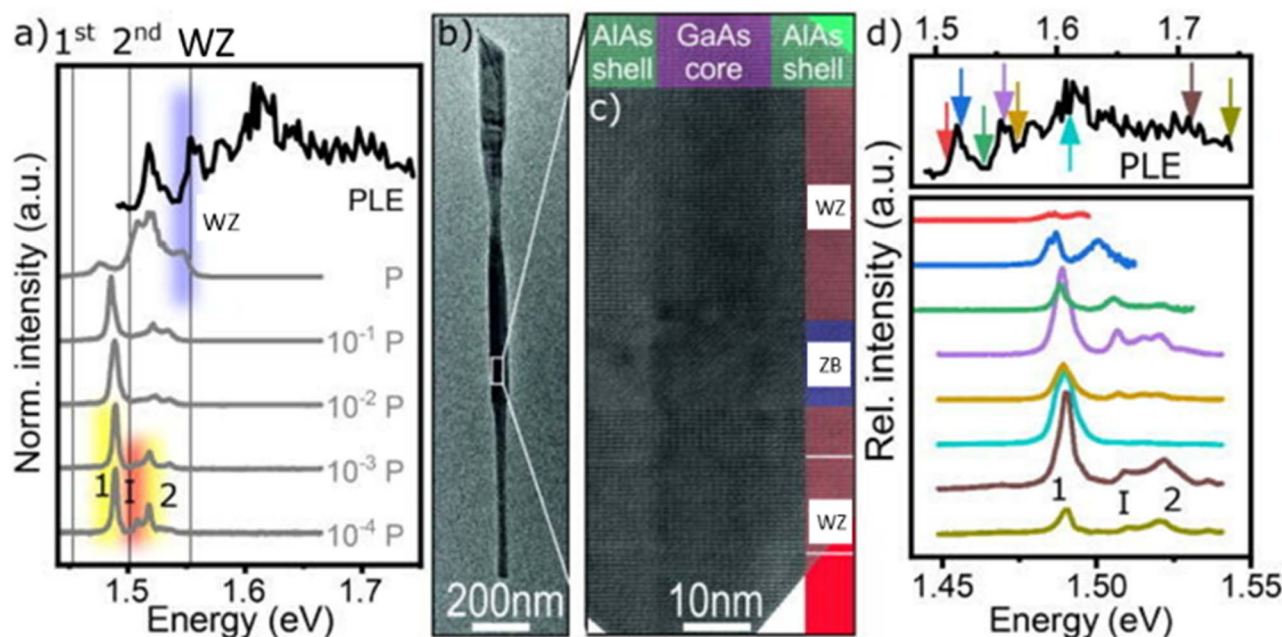 a) 1st 2nd WZ
Norm. intensity (a.u.)
PLE
WZ
P
10-1 P
10-2 P
10-3 P
10-4 P
1 I 2
1.5 1.6 1.7
Energy (eV)
b)
200nm
AlAs shell
GaAs core
AlAs shell
c)
WZ
ZB
WZ
10nm
d)
1.5 1.6 1.7
PLE
Rel. intensity (a.u.)
1 I 2
1.45 1.50 1.55
Energy (eV)